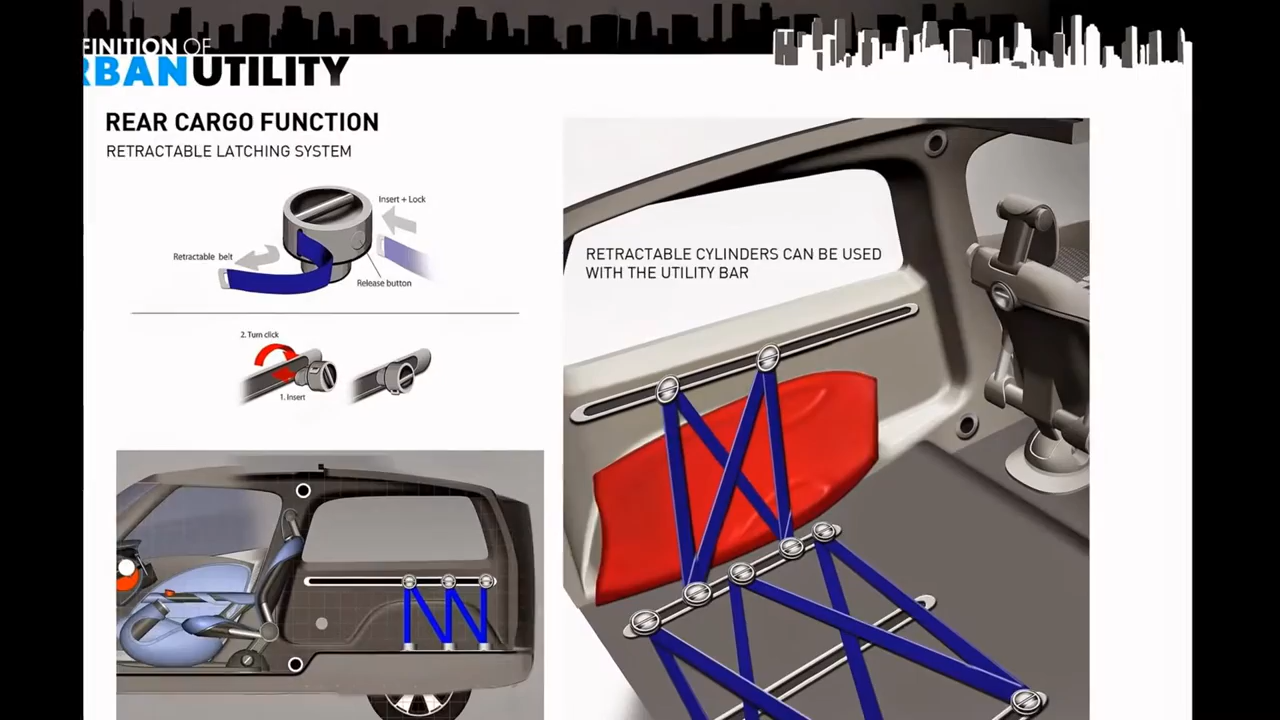 FINITION OF
RBAN UTILITY
REAR CARGO FUNCTION
RETRACTABLE LATCHING SYSTEM
Insert + Lock
Retractable belt
Release button
2. Turn click
1. Insert
RETRACTABLE CYLINDERS CAN BE USED
WITH THE UTILITY BAR